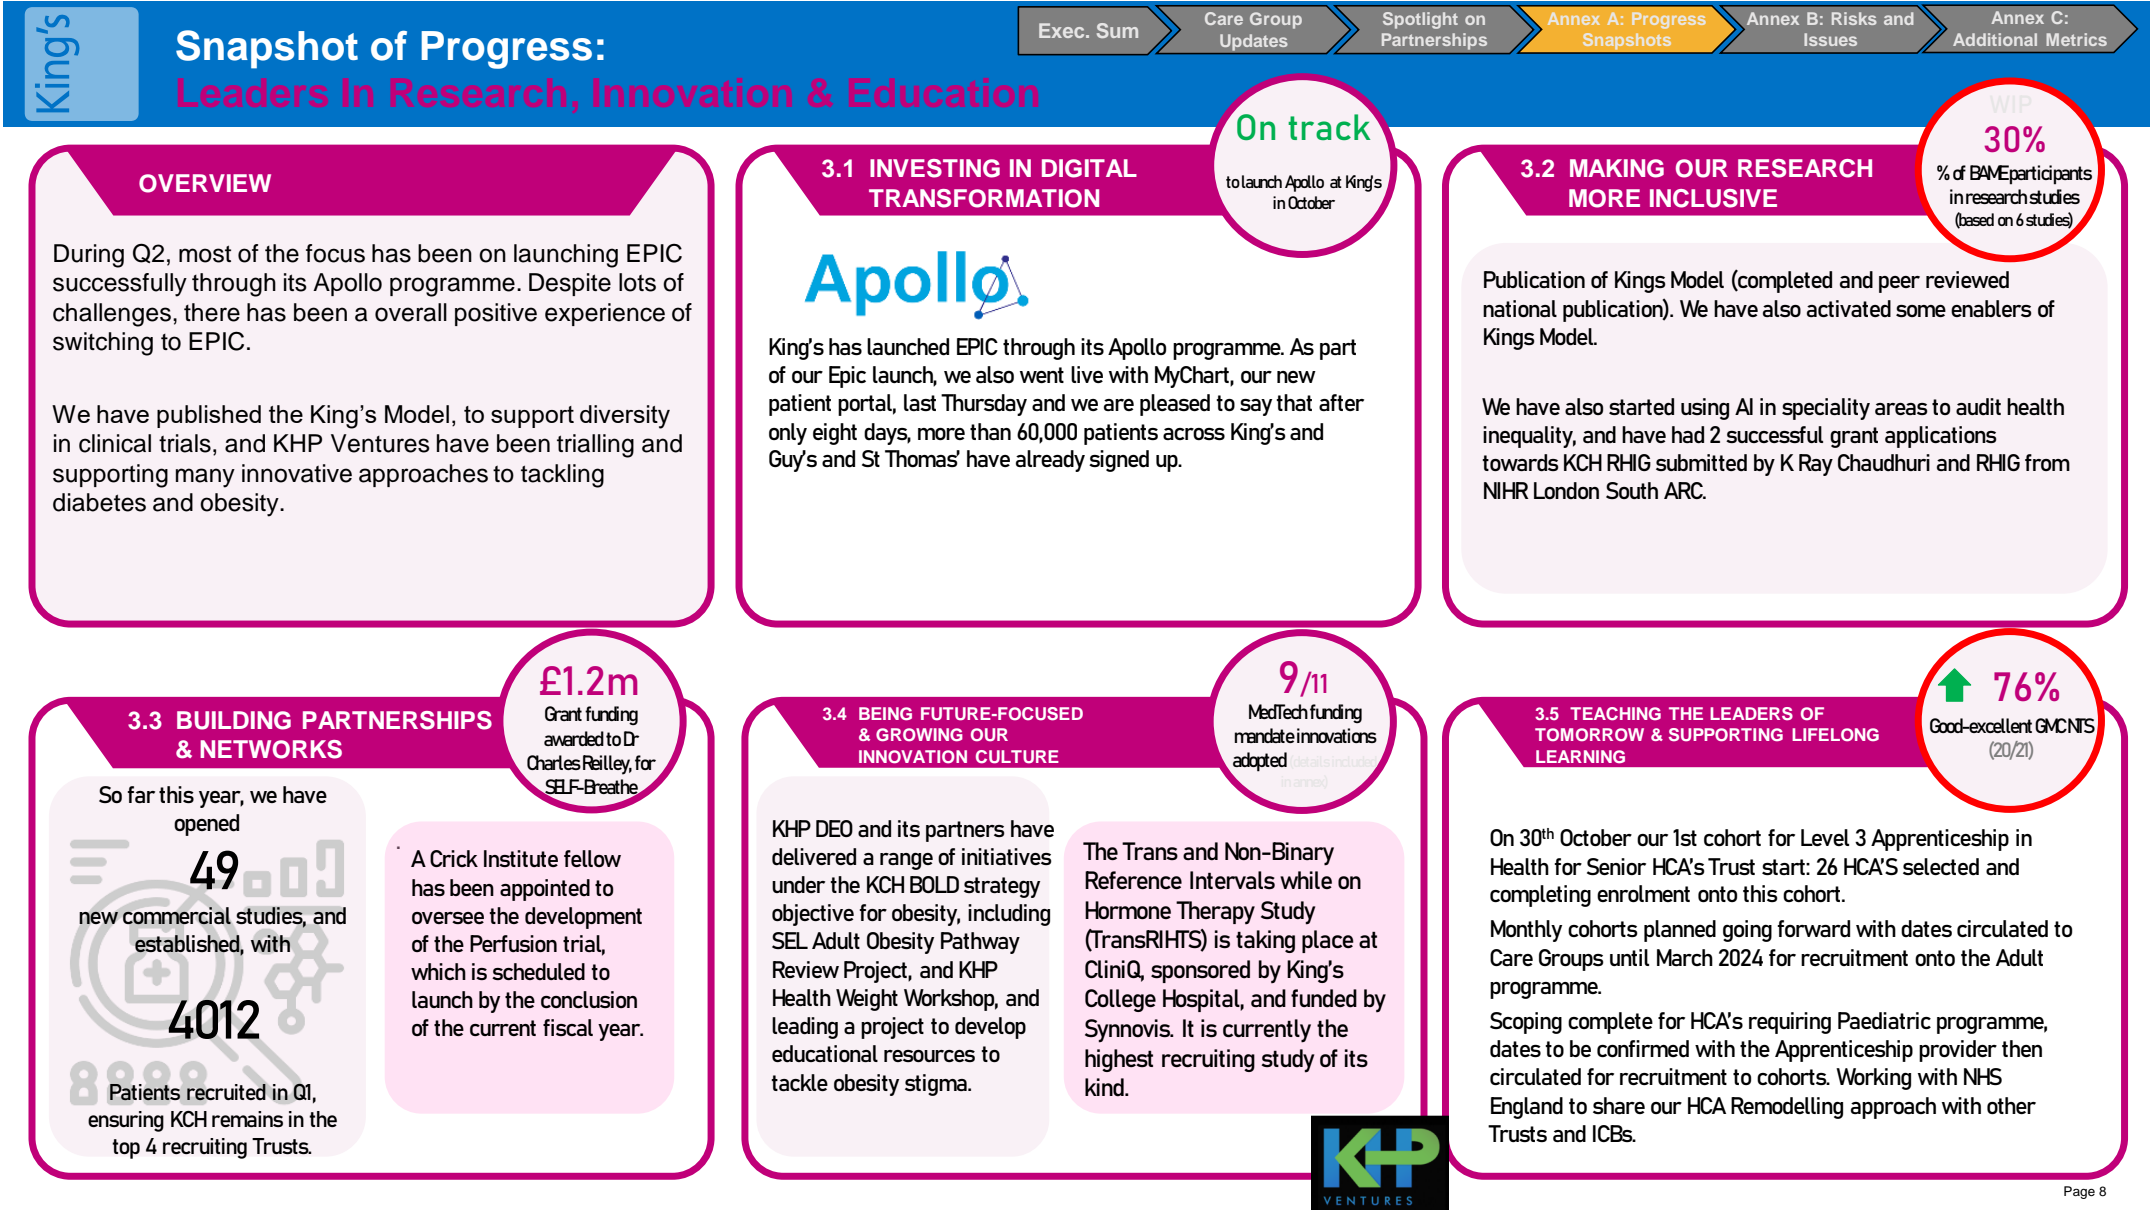 King's
Snapshot of Progress:
Leaders In Research, Innovation & Education
Exec. Sum
Care Group
Updates
Spotlight on
Partnerships
Annex A: Progress
Snapshots
Annex B: Risks and
Issues
Annex C:
Additional Metrics
OVERVIEW
During Q2, most of the focus has been on launching EPIC
successfully through its Apollo programme. Despite lots of
challenges, there has been a overall positive experience of
switching to EPIC.
We have published the King's Model, to support diversity
in clinical trials, and KHP Ventures have been trialling and
supporting many innovative approaches to tackling
diabetes and obesity.
3.1 INVESTING IN DIGITAL
TRANSFORMATION
On track
to launch Apollo at King's
in October
Apollo
King's has launched EPIC through its Apollo programme. As part
of our Epic launch, we also went live with MyChart, our new
patient portal, last Thursday and we are pleased to say that after
only eight days, more than 60,000 patients across King's and
Guy's and St Thomas' have already signed up.
3.2 MAKING OUR RESEARCH
MORE INCLUSIVE
WIP
30%
% of BAME participants
in research studies
(based on 6 studies)
Publication of Kings Model (completed and peer reviewed
national publication). We have also activated some enablers of
Kings Model.
We have also started using AI in speciality areas to audit health
inequality, and have had 2 successful grant applications
towards KCH RHIG submitted by K Ray Chaudhuri and RHIG from
NIHR London South ARC.
3.3 BUILDING PARTNERSHIPS
& NETWORKS
£1.2m
Grant funding
awarded to Dr
Charles Reilley, for
SELF-Breathe
So far this year, we have
opened
49
new commercial studies, and
established, with
4012
Patients recruited in Q1,
ensuring KCH remains in the
top 4 recruiting Trusts.
A Crick Institute fellow
has been appointed to
oversee the development
of the Perfusion trial,
which is scheduled to
launch by the conclusion
of the current fiscal year.
3.4 BEING FUTURE-FOCUSED
& GROWING OUR
INNOVATION CULTURE
9/11
MedTech funding
mandate innovations
adopted (details included
in annex)
KHP DEO and its partners have
delivered a range of initiatives
under the KCH BOLD strategy
objective for obesity, including
SEL Adult Obesity Pathway
Review Project, and KHP
Health Weight Workshop, and
leading a project to develop
educational resources to
tackle obesity stigma.
The Trans and Non-Binary
Reference Intervals while on
Hormone Therapy Study
(TransRIHTS) is taking place at
CliniQ, sponsored by King's
College Hospital, and funded by
Synnovis. It is currently the
highest recruiting study of its
kind.
KHP
VENTURES
3.5 TEACHING THE LEADERS OF
TOMORROW & SUPPORTING LIFELONG
LEARNING
76%
Good-excellent GMC NTS
(20/21)
On 30th October our 1st cohort for Level 3 Apprenticeship in
Health for Senior HCA's Trust start: 26 HCA'S selected and
completing enrolment onto this cohort.
Monthly cohorts planned going forward with dates circulated to
Care Groups until March 2024 for recruitment onto the Adult
programme.
Scoping complete for HCA's requiring Paediatric programme,
dates to be confirmed with the Apprenticeship provider then
circulated for recruitment to cohorts. Working with NHS
England to share our HCA Remodelling approach with other
Trusts and ICBs.
Page 8